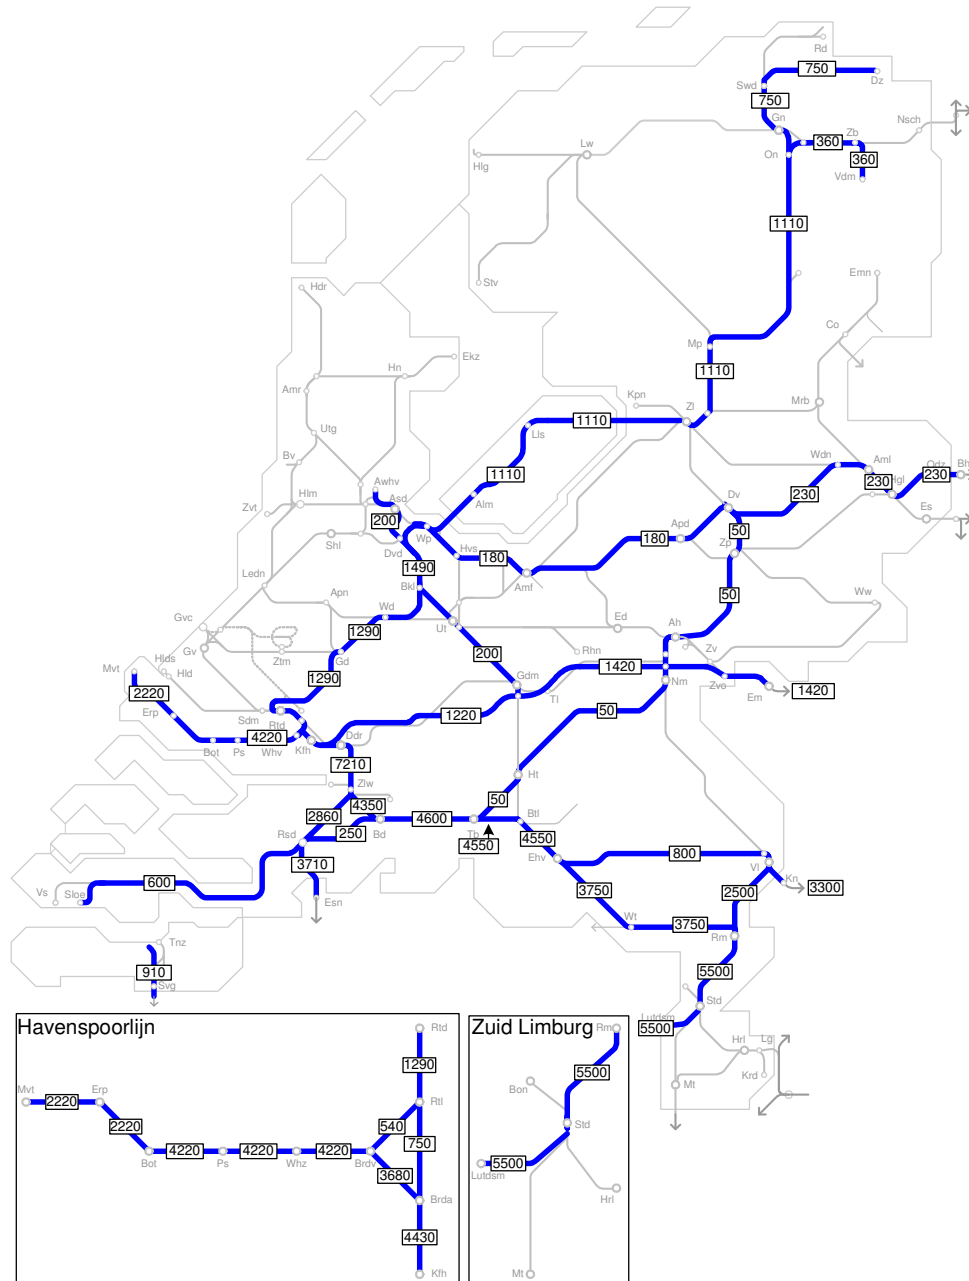 Rd
750
Dz
Swd
750
Gn
Nsch
Zb
360
On
Lw
Hlg
360
Vdm
1110
Stv
Emn
Hdr
Co
Mp
Hn
Ekz
1110
Amr
Kpn
Mrb
Zl
1110
Utg
Lls
Bv
Wdn
Aml
Odz
Bh
1110
230
230
Hgl
Awhv
Hlm
Asd
Alm
230
Zvt
Dv
Es
200
Wp
Apd
50
Shl
Dvd
Hvs
180
180
Zp
1490
Amf
Ledn
Bkl
Apn
Wd
50
Ww
Gvc
Ut
Ed
Ah
1290
Gv
Ztm
Gd
200
Rhn
Zv
Hlds
Mvt
Hld
1290
Gdm
1420
Nm
Zvo
Em
1420
2220
Tl
Erp
Sdm
Rtd
1220
50
4220
Bot
Ps
Whv
Kfh
Ddr
7210
Ht
Zlw
2860
4350
50
Btl
250
Bd
4600
Tb
4550
Rsd
4550
Ehv
800
3710
Vl
Kn
3300
Vs
Sloe
600
Esn
3750
2500
Wt
3750
Rm
Tnz
910
5500
Svg
Std
Lutdsm
5500
Hrl
Lg
Krd
Mt
Havenspoorlijn
Rtd
1290
Mvt
Erp
Rtl
2220
2220
540
750
4220
4220
4220
Bot
Ps
Whz
Brdv
3680
Brda
4430
Kfh
Zuid Limburg
Rm
5500
Bon
Std
5500
Lutdsm
Hrl
Mt